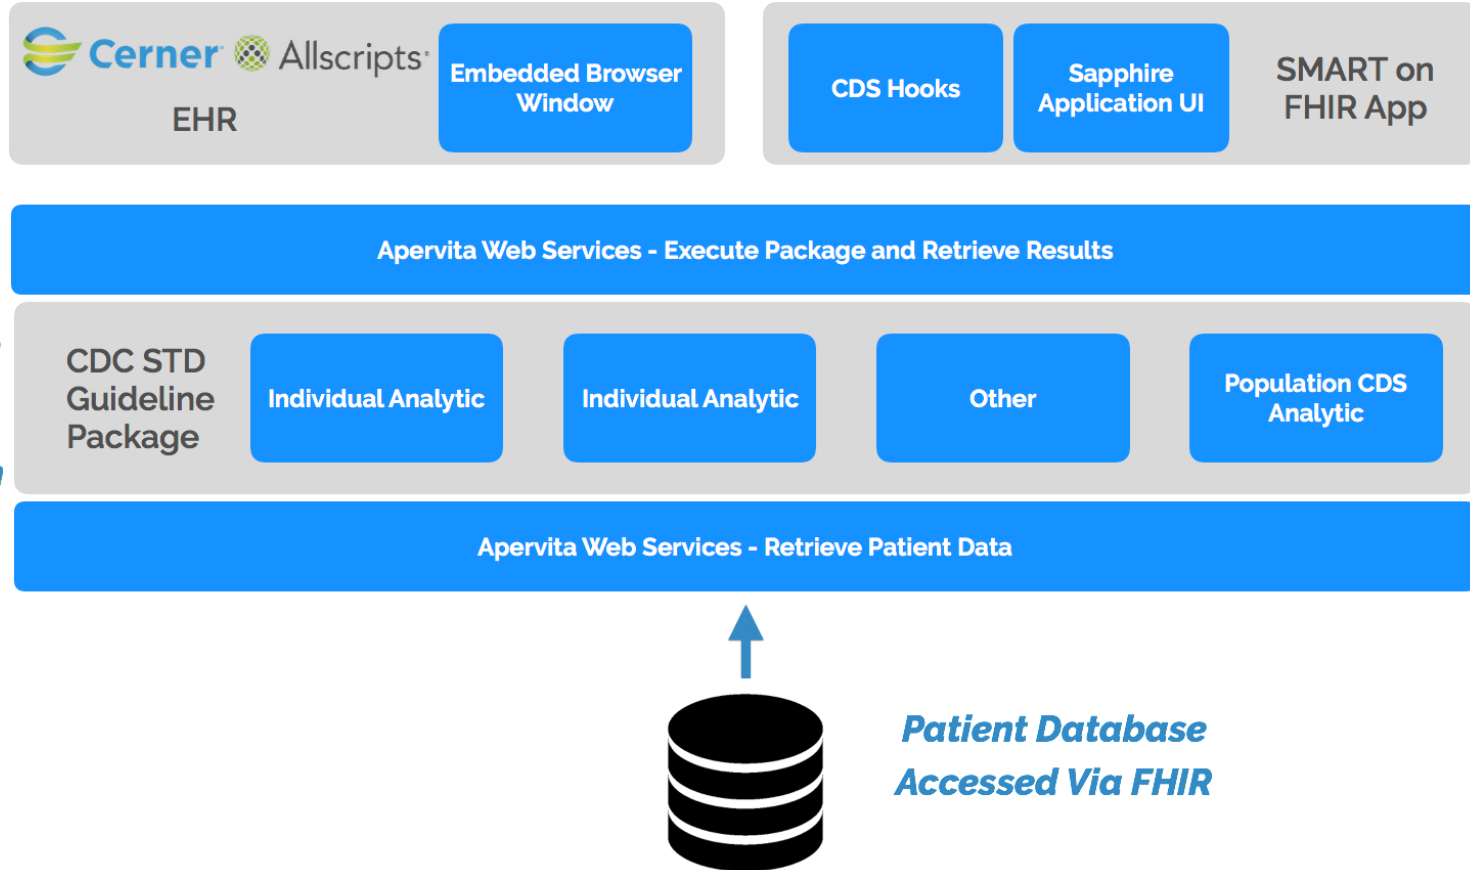 Cerner Allscripts
EHR
Embedded Browser
Window
CDS Hooks
Sapphire
Application UI
SMART on
FHIR App
Apervita Web Services - Execute Package and Retrieve Results
CDC STD
Guideline
Package
Individual Analytic
Individual Analytic
Other
Population CDS
Analytic
Apervita Web Services - Retrieve Patient Data
Patient Database
Accessed Via FHIR